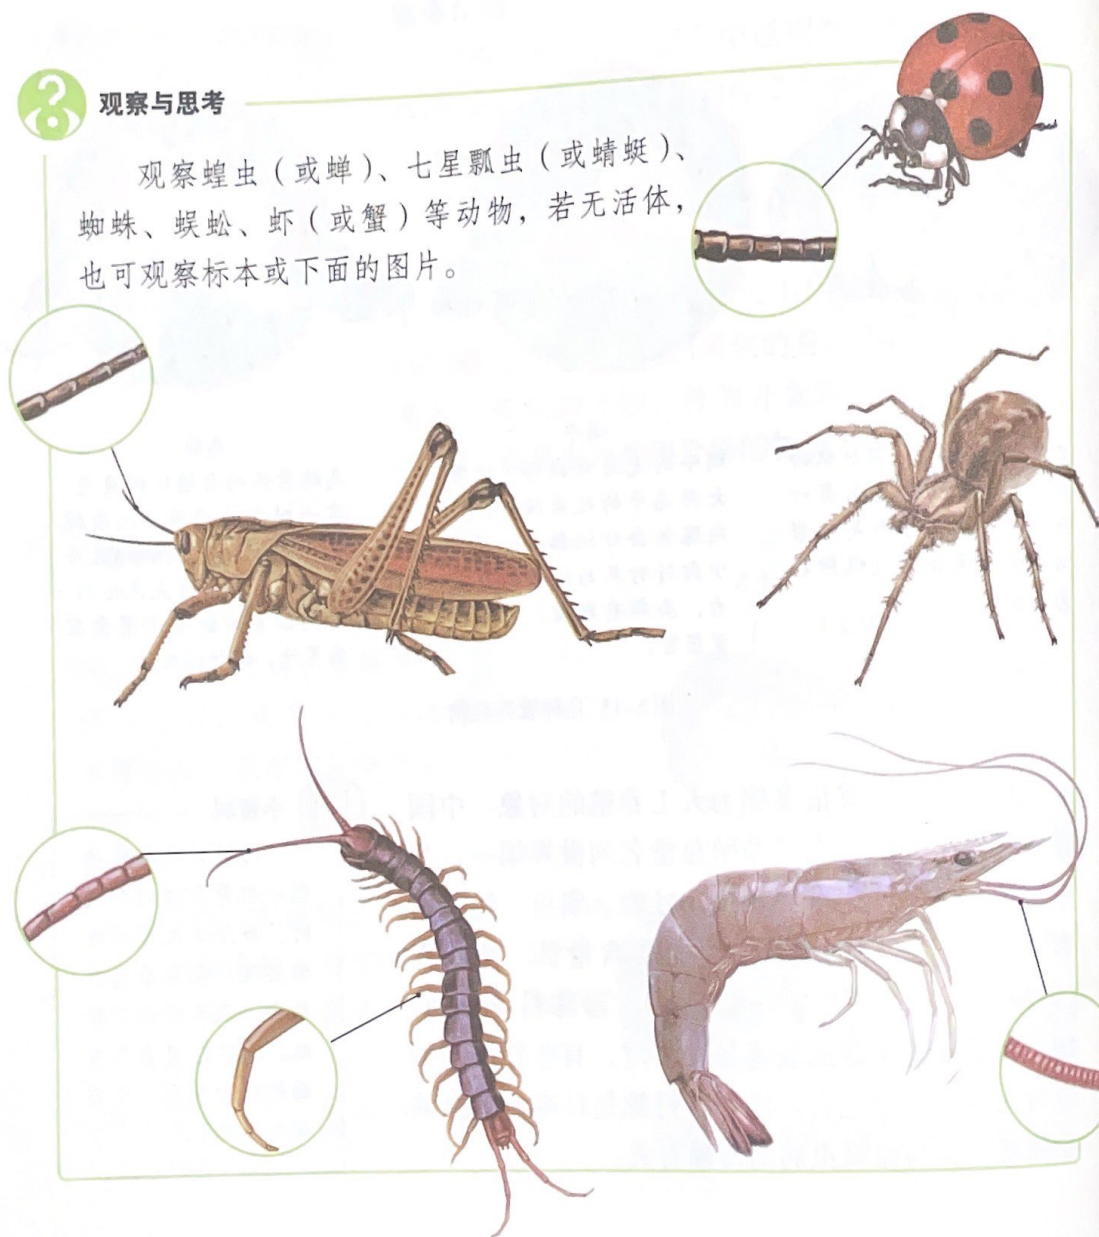 观察与思考
观察蝗虫（或蝉）、七星瓢虫（或蜻蜓）、
蜘蛛、蜈蚣、虾（或蟹）等动物，若无活体，
也可观察标本或下面的图片。